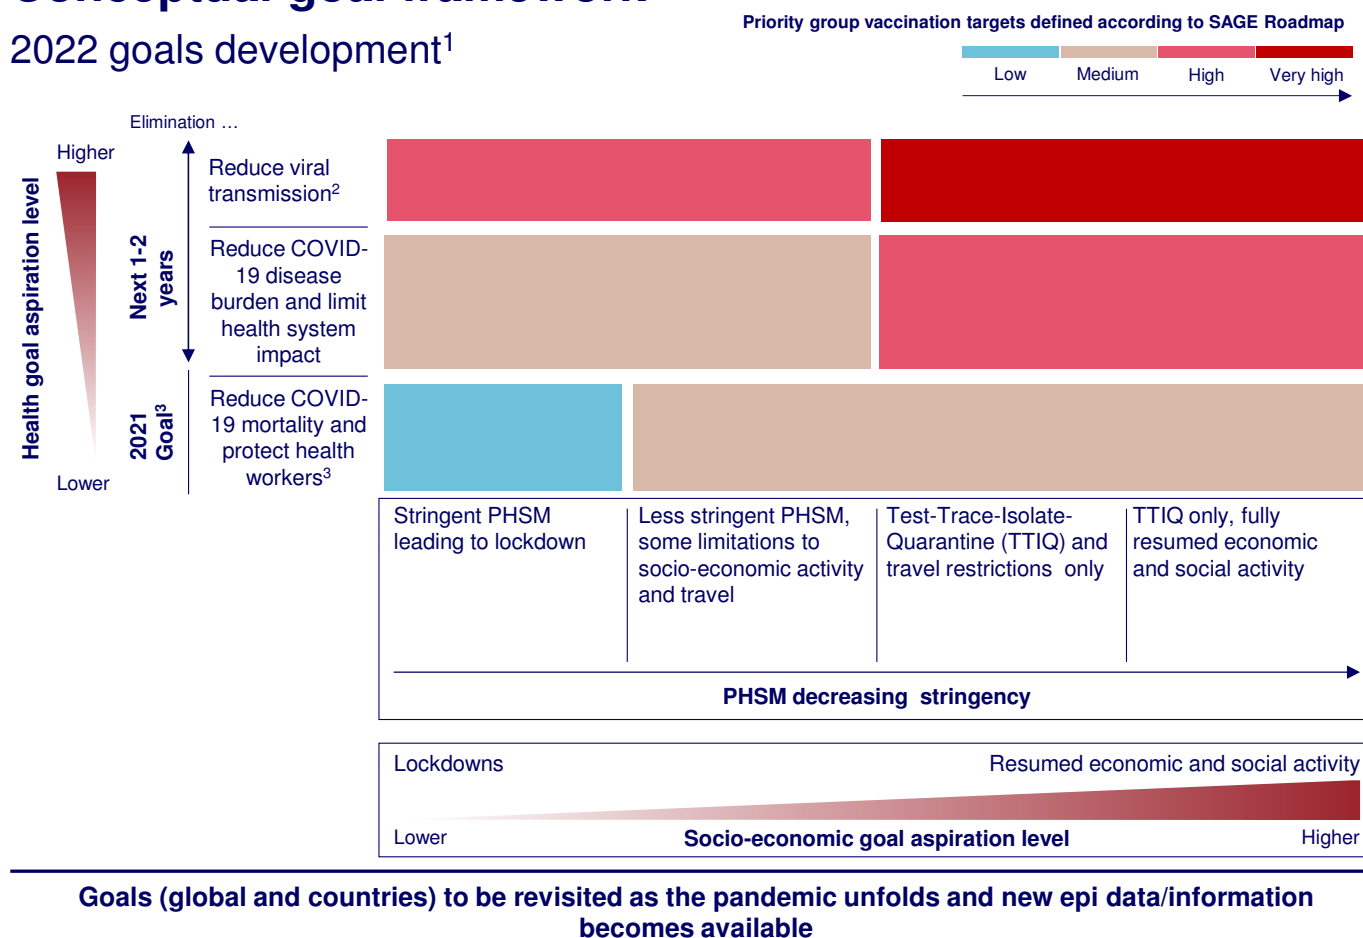 Conceptual goal framework
2022 goals development¹
Priority group vaccination targets defined according to SAGE Roadmap
Low
Medium
High
Very high
Elimination …
Higher
Health goal aspiration level
Lower
Next 1-2
years
2021
Goal³
Reduce viral
transmission²
Reduce COVID-
19 disease
burden and limit
health system
impact
Reduce COVID-
19 mortality and
protect health
workers³
Stringent PHSM
leading to lockdown
Less stringent PHSM,
some limitations to
socio-economic activity
and travel
Test-Trace-Isolate-
Quarantine (TTIQ) and
travel restrictions only
TTIQ only, fully
resumed economic
and social activity
PHSM decreasing stringency
Lockdowns
Resumed economic and social activity
Lower
Socio-economic goal aspiration level
Higher
Goals (global and countries) to be revisited as the pandemic unfolds and new epi data/information
becomes available